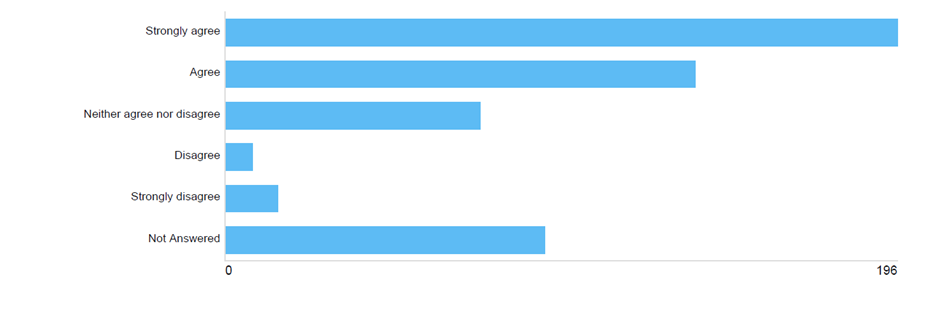 Strongly agree
Agree
Neither agree nor disagree
Disagree
Strongly disagree
Not Answered
0 196